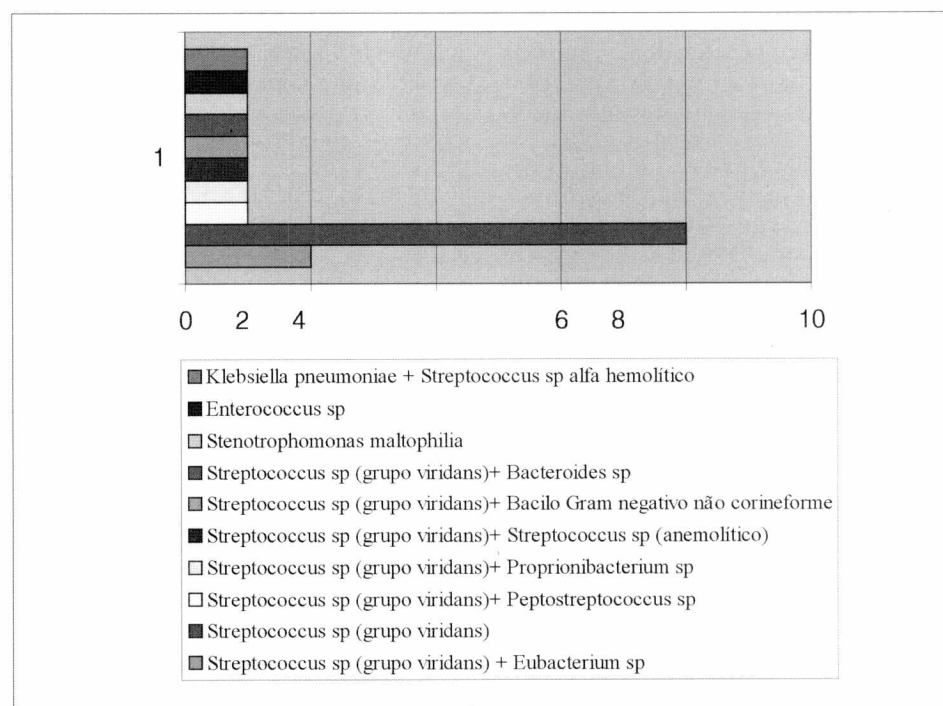 1
0 2 4 6 8 10
Klebsiella pneumoniae + Streptococcus sp alfa hemolítico
Enterococcus sp
Stenotrophomonas maltophilia
Streptococcus sp (grupo viridans)+ Bacteroides sp
Streptococcus sp (grupo viridans)+ Bacilo Gram negativo não corineforme
Streptococcus sp (grupo viridans)+ Streptococcus sp (anemolítico)
Streptococcus sp (grupo viridans)+ Proprionibacterium sp
Streptococcus sp (grupo viridans)+ Peptostreptococcus sp
Streptococcus sp (grupo viridans)
Streptococcus sp (grupo viridans) + Eubacterium sp